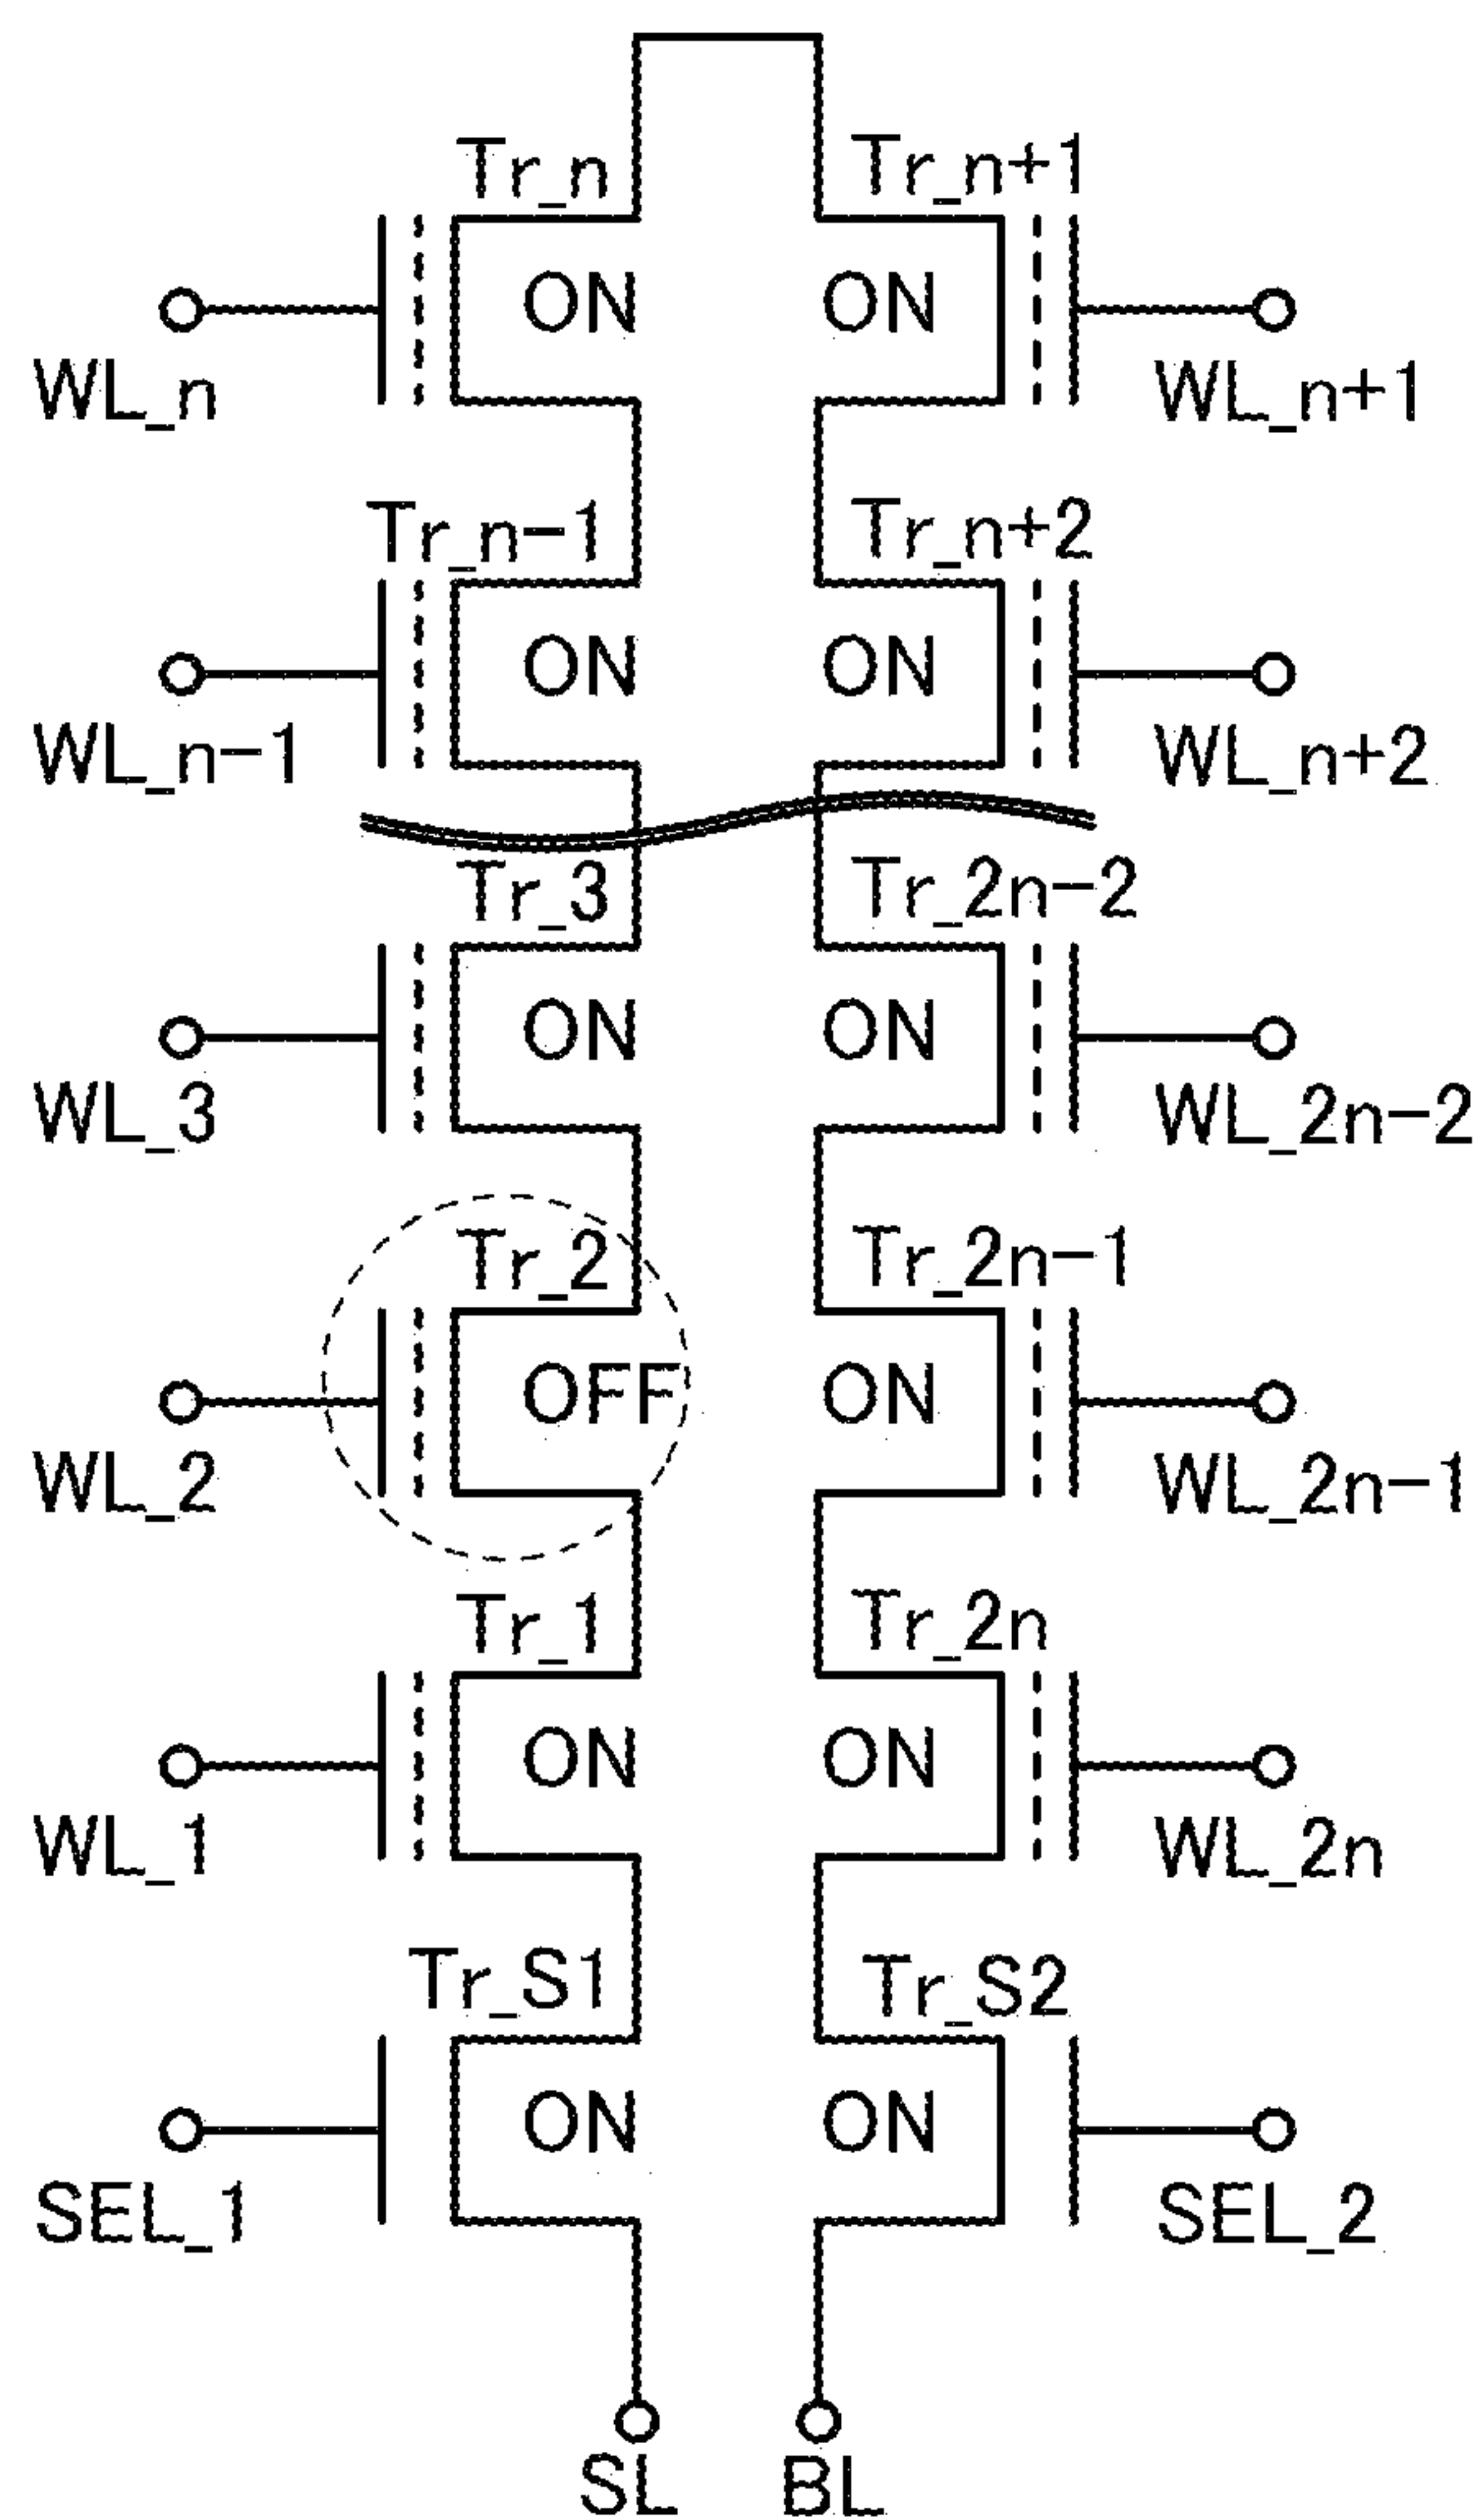 Tr_n Tr_n+1
ON ON
WL_n WL_n+1
Tr_n-1 Tr_n+2
ON ON
WL_n-1 WL_n+2
Tr_3 Tr_2n-2
ON ON
WL_3 WL_2n-2
Tr_2 Tr_2n-1
OFF ON
WL_2 WL_2n-1
Tr_1 Tr_2n
ON ON
WL_1 WL_2n
Tr_S1 Tr_S2
ON ON
SEL_1 SEL_2
SL BL